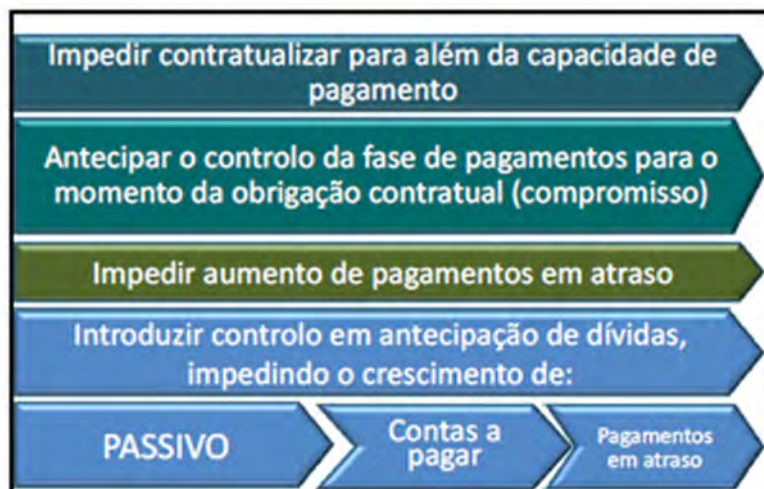 Impedir contratualizar para além da capacidade de
pagamento
Antecipar o controlo da fase de pagamentos para o
momento da obrigação contratual (compromisso)
Impedir aumento de pagamentos em atraso
Introduzir controlo em antecipação de dívidas,
impedindo o crescimento de:
PASSIVO
Contas a
pagar
Pagamentos
em atraso